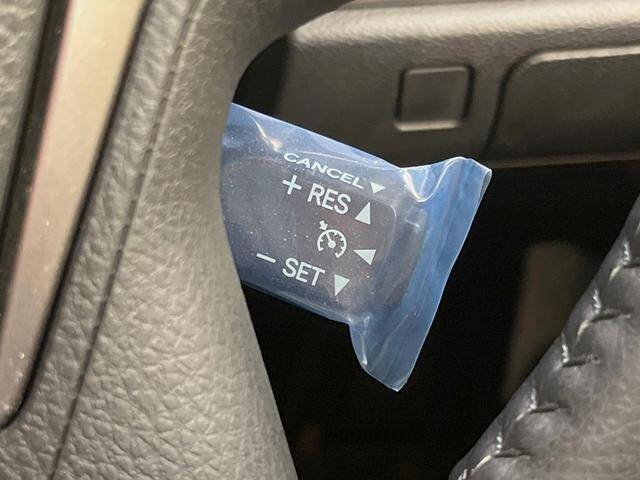 CANCEL ▼
+ RES ▲
◀
– SET ▼